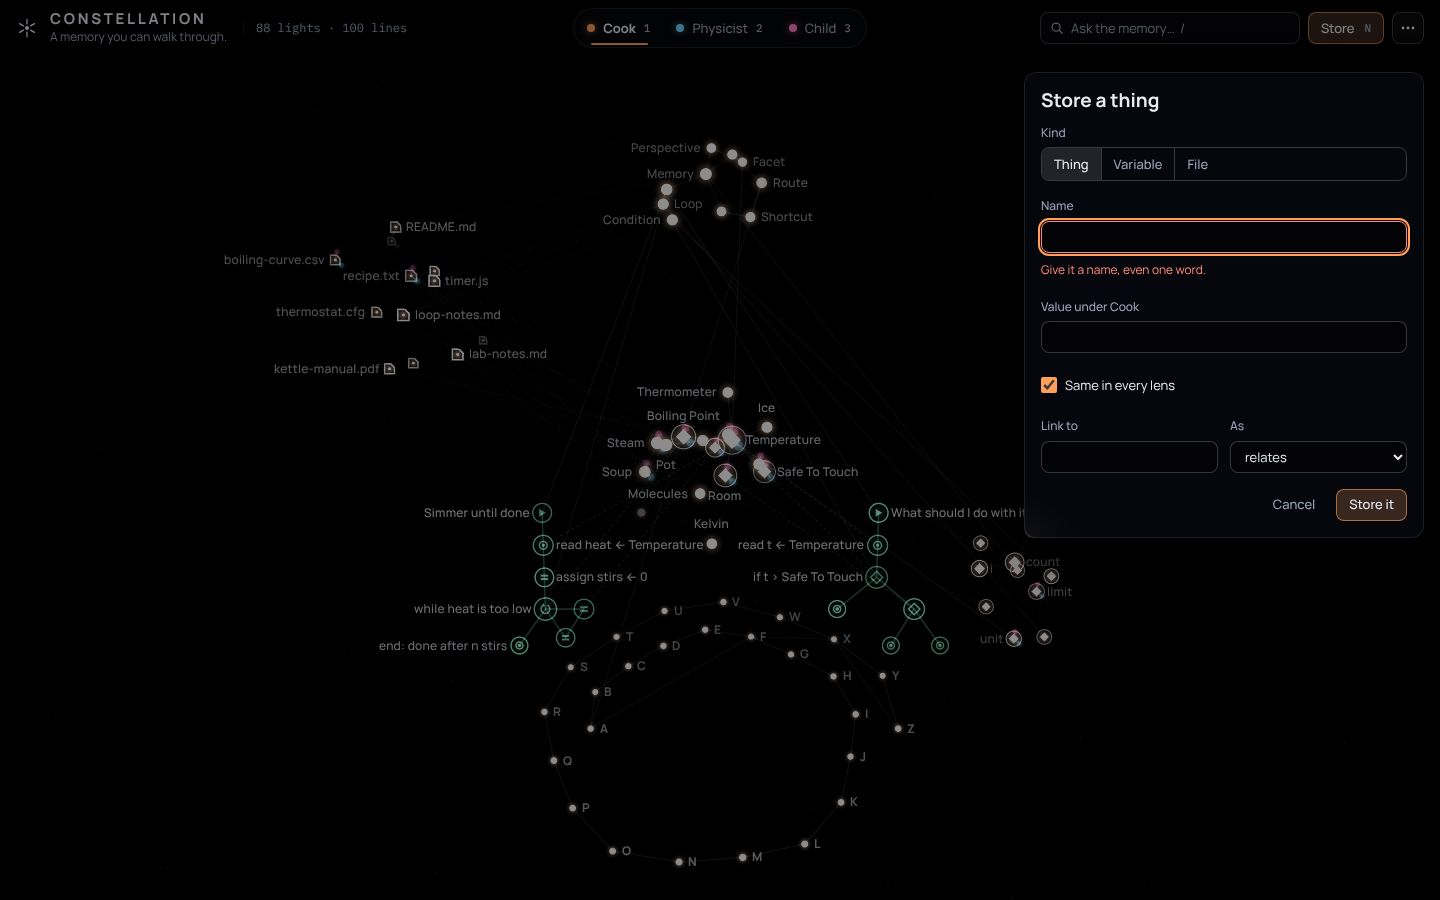 CONSTELLATION
A memory you can walk through.
88 lights · 100 lines
Cook 1
Physicist 2
Child 3
Ask the memory… /
Store N
Store a thing
Kind
Thing
Variable
File
Name
Give it a name, even one word.
Value under Cook
Same in every lens
Link to
As
relates
Cancel
Store it
Perspective
Facet
Memory
Route
Loop
Condition
Shortcut
README.md
boiling-curve.csv
recipe.txt
timer.js
thermostat.cfg
loop-notes.md
lab-notes.md
kettle-manual.pdf
Thermometer
Ice
Boiling Point
Steam
Temperature
Pot
Soup
Safe To Touch
Molecules
Room
Kelvin
Simmer until done
What should I do with it
read heat ← Temperature
read t ← Temperature
assign stirs ← 0
if t > Safe To Touch
while heat is too low
end: done after n stirs
count
i
limit
unit
V
U
W
T
E
F
X
D
G
S
C
H
Y
B
R
I
A
Z
Q
J
P
K
O
L
N
M